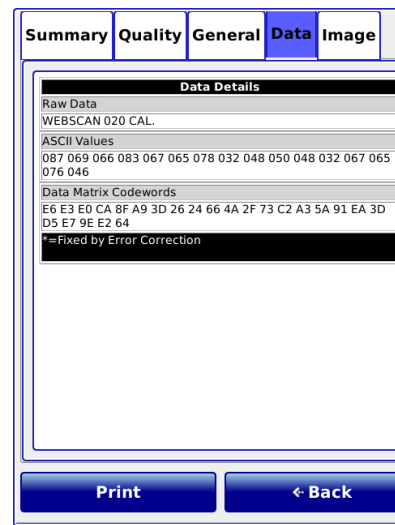 Summary Quality General Data Image
Data Details
Raw Data
WEBSCAN 020 CAL.
ASCII Values
087 069 066 083 067 065 078 032 048 050 048 032 067 065
076 046
Data Matrix Codewords
E6 E3 E0 CA 8F A9 3D 26 24 66 4A 2F 73 C2 A3 5A 91 EA 3D
D5 E7 9E E2 64
*=Fixed by Error Correction
Print Back